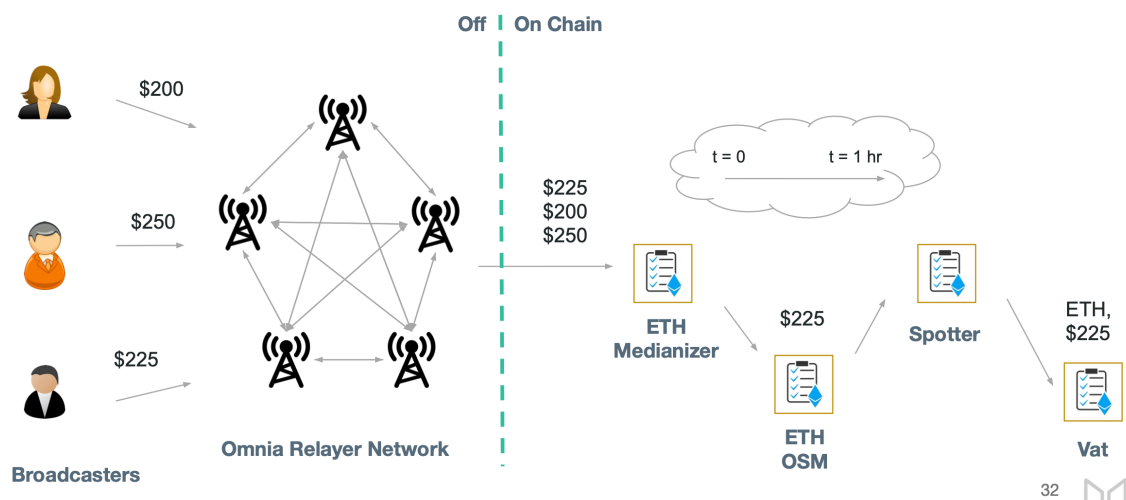 Off
On Chain
$200
$250
$225
Broadcasters
Omnia Relayer Network
$225
$200
$250
t = 0
t = 1 hr
ETH
Medianizer
$225
ETH
OSM
Spotter
ETH,
$225
Vat
32